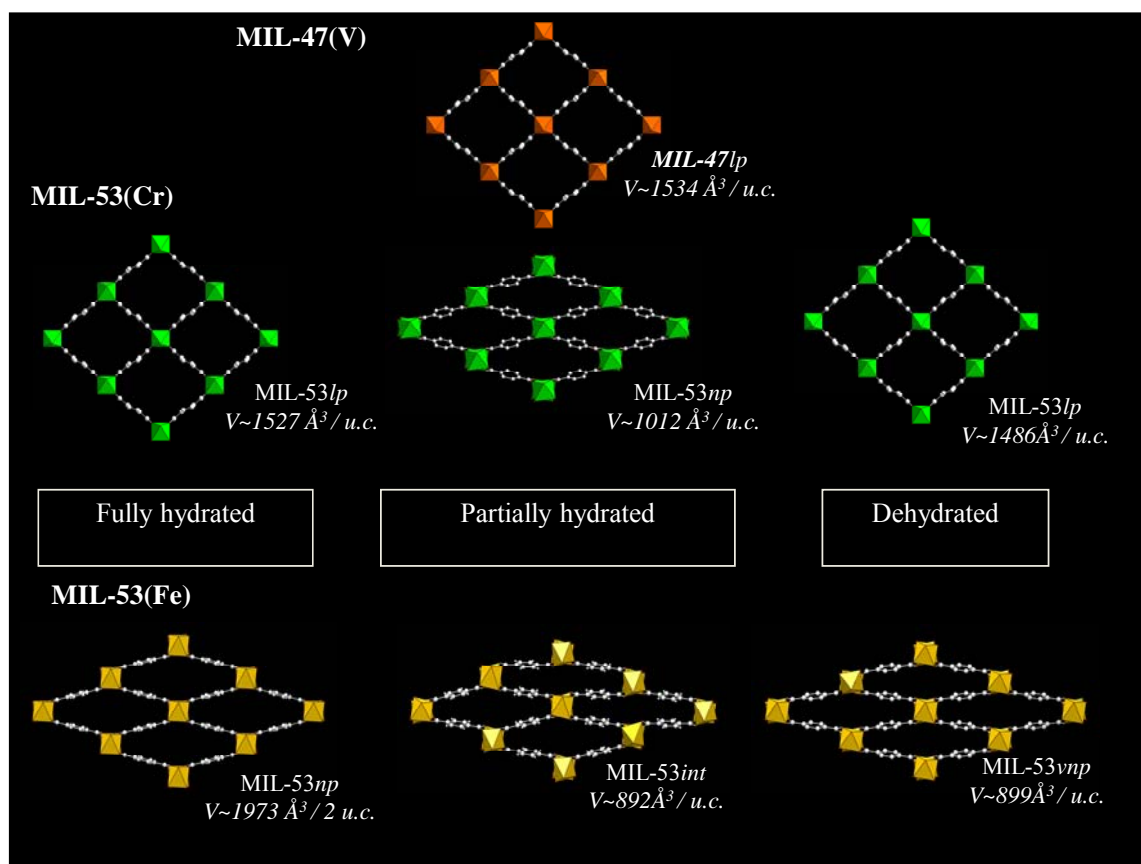 MIL-47(V)
MIL-47lp
V~1534 Å3 / u.c.
MIL-53(Cr)
MIL-53lp
V~1527 Å3 / u.c.
MIL-53np
V~1012 Å3 / u.c.
MIL-53lp
V~1486Å3 / u.c.
Fully hydrated
Partially hydrated
Dehydrated
MIL-53(Fe)
MIL-53np
V~1973 Å3 / 2 u.c.
MIL-53int
V~892Å3 / u.c.
MIL-53vnp
V~899Å3 / u.c.